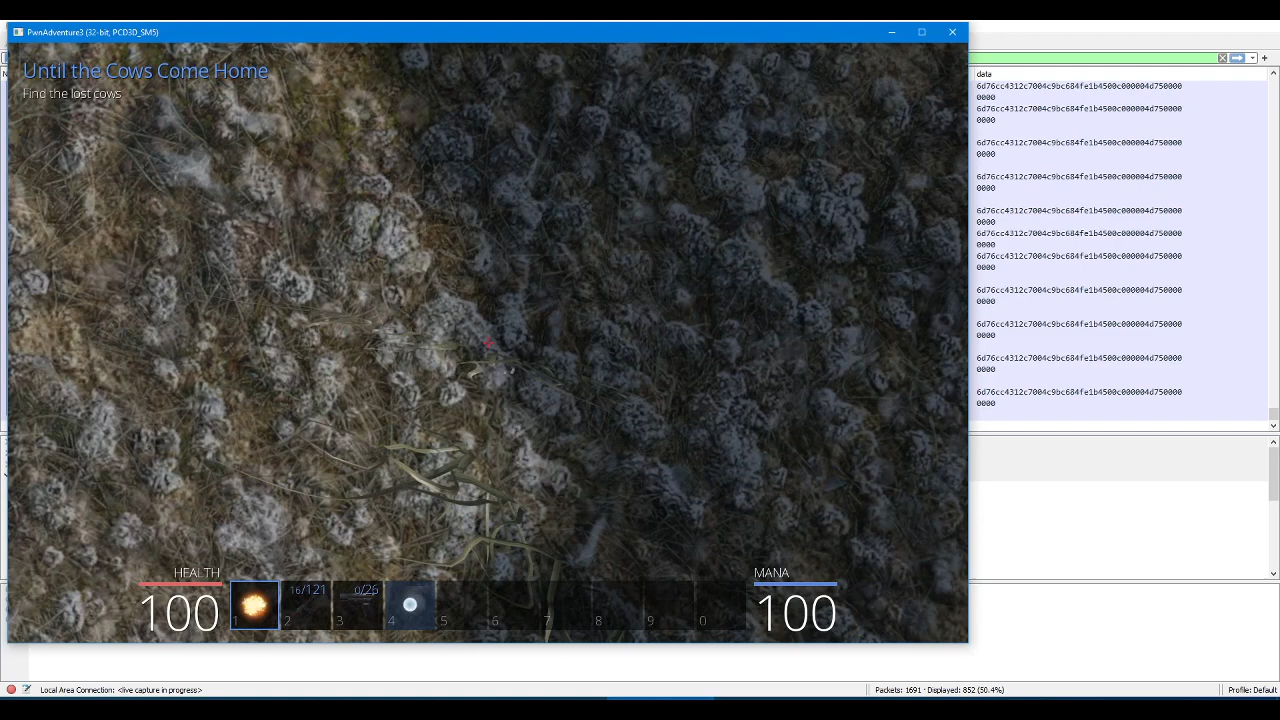 PwnAdventure3 (32-bit, PCD3D_SM5)
Until the Cows Come Home
Find the lost cows
data
6d76cc4312c7004c9bc684fe1b4500c000004d750000
0000
6d76cc4312c7004c9bc684fe1b4500c000004d750000
0000
6d76cc4312c7004c9bc684fe1b4500c000004d750000
0000
6d76cc4312c7004c9bc684fe1b4500c000004d750000
0000
6d76cc4312c7004c9bc684fe1b4500c000004d750000
0000
6d76cc4312c7004c9bc684fe1b4500c000004d750000
0000
6d76cc4312c7004c9bc684fe1b4500c000004d750000
0000
6d76cc4312c7004c9bc684fe1b4500c000004d750000
0000
6d76cc4312c7004c9bc684fe1b4500c000004d750000
0000
6d76cc4312c7004c9bc684fe1b4500c000004d750000
0000
6d76cc4312c7004c9bc684fe1b4500c000004d750000
0000
HEALTH
100
16/121
0/26
1 2 3 4 5 6 7 8 9 0
MANA
100
Local Area Connection: <live capture in progress>
Packets: 1691 · Displayed: 852 (50.4%)
Profile: Default